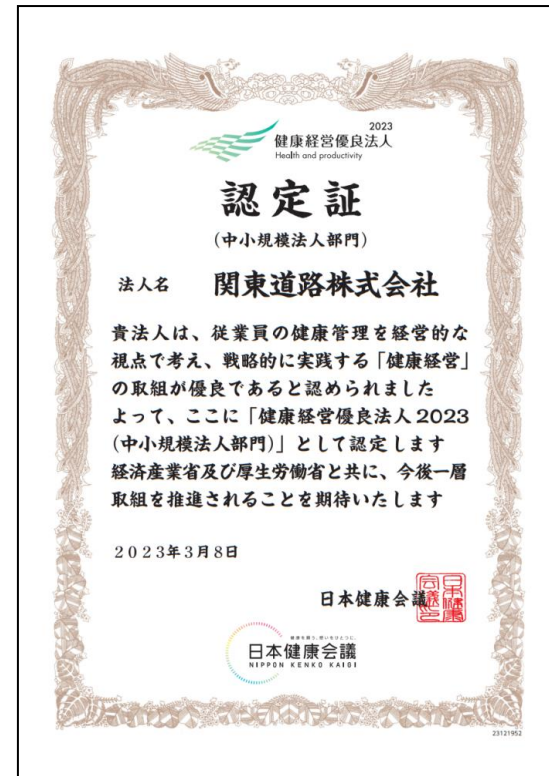 2023
健康経営優良法人
Health and productivity
認定証
(中小規模法人部門)
法人名 関東道路株式会社
貴法人は、従業員の健康管理を経営的な
視点で考え、戦略的に実践する「健康経営」
の取組が優良であると認められました
よって、ここに「健康経営優良法人2023
(中小規模法人部門)」として認定します
経済産業省及び厚生労働省と共に、今後一層
取組を推進されることを期待いたします
2023年3月8日
日本健康会議
日本健康会議
NIPPON KENKO KAIGI
23121952